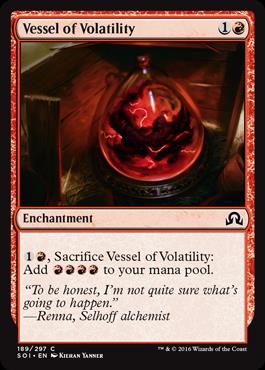 Vessel of Volatility 1
Enchantment
1, Sacrifice Vessel of Volatility:
Add to your mana pool.
"To be honest, I'm not quite sure what's
going to happen."
—Renna, Selhoff alchemist
189/297 C
SOI • EN Kieran Yanner
™ & © 2016 Wizards of the Coast